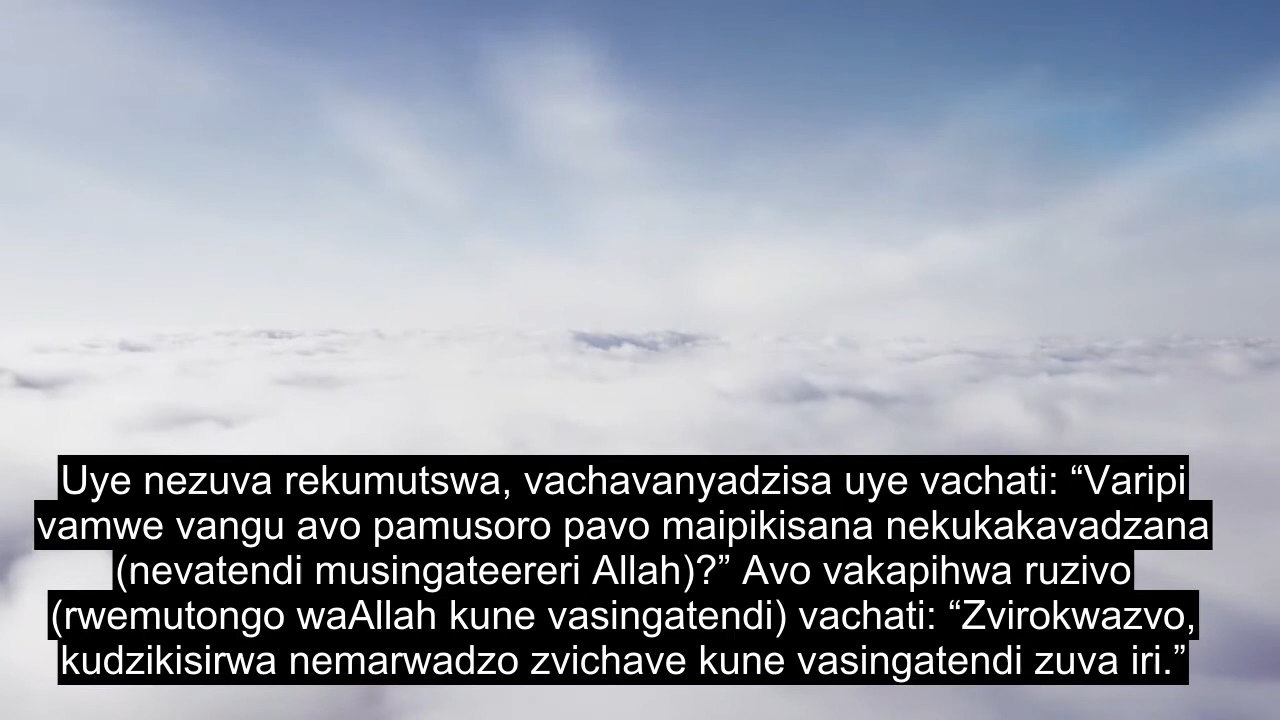 Uye nezuva rekumutswa, vachavanyadzisa uye vachati: “Varipi
vamwe vangu avo pamusoro pavo maipikisana nekukakavadzana
(nevatendi musingateereri Allah)?” Avo vakapihwa ruzivo
(rwemutongo waAllah kune vasingatendi) vachati: “Zvirokwazvo,
kudzikisirwa nemarwadzo zvichave kune vasingatendi zuva iri.”